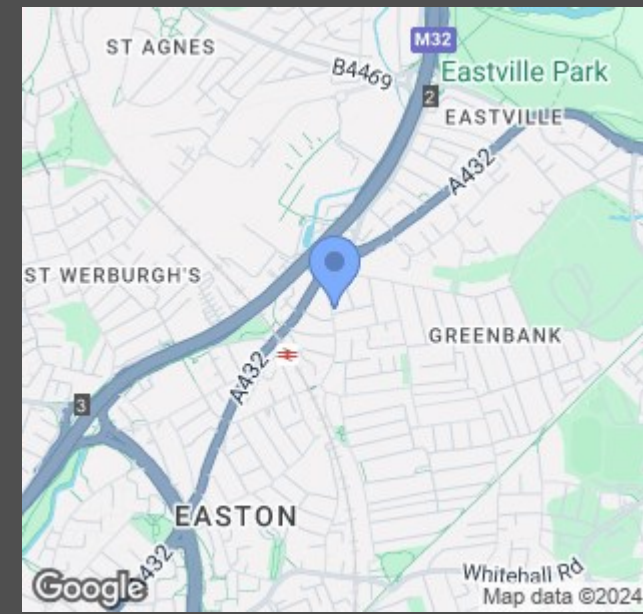 ST AGNES
M32
B4469
Eastville Park
2
EASTVILLE
A432
ST WERBURGH'S
GREENBANK
A432
3
EASTON
Whitehall Rd
Google
Map data ©2024